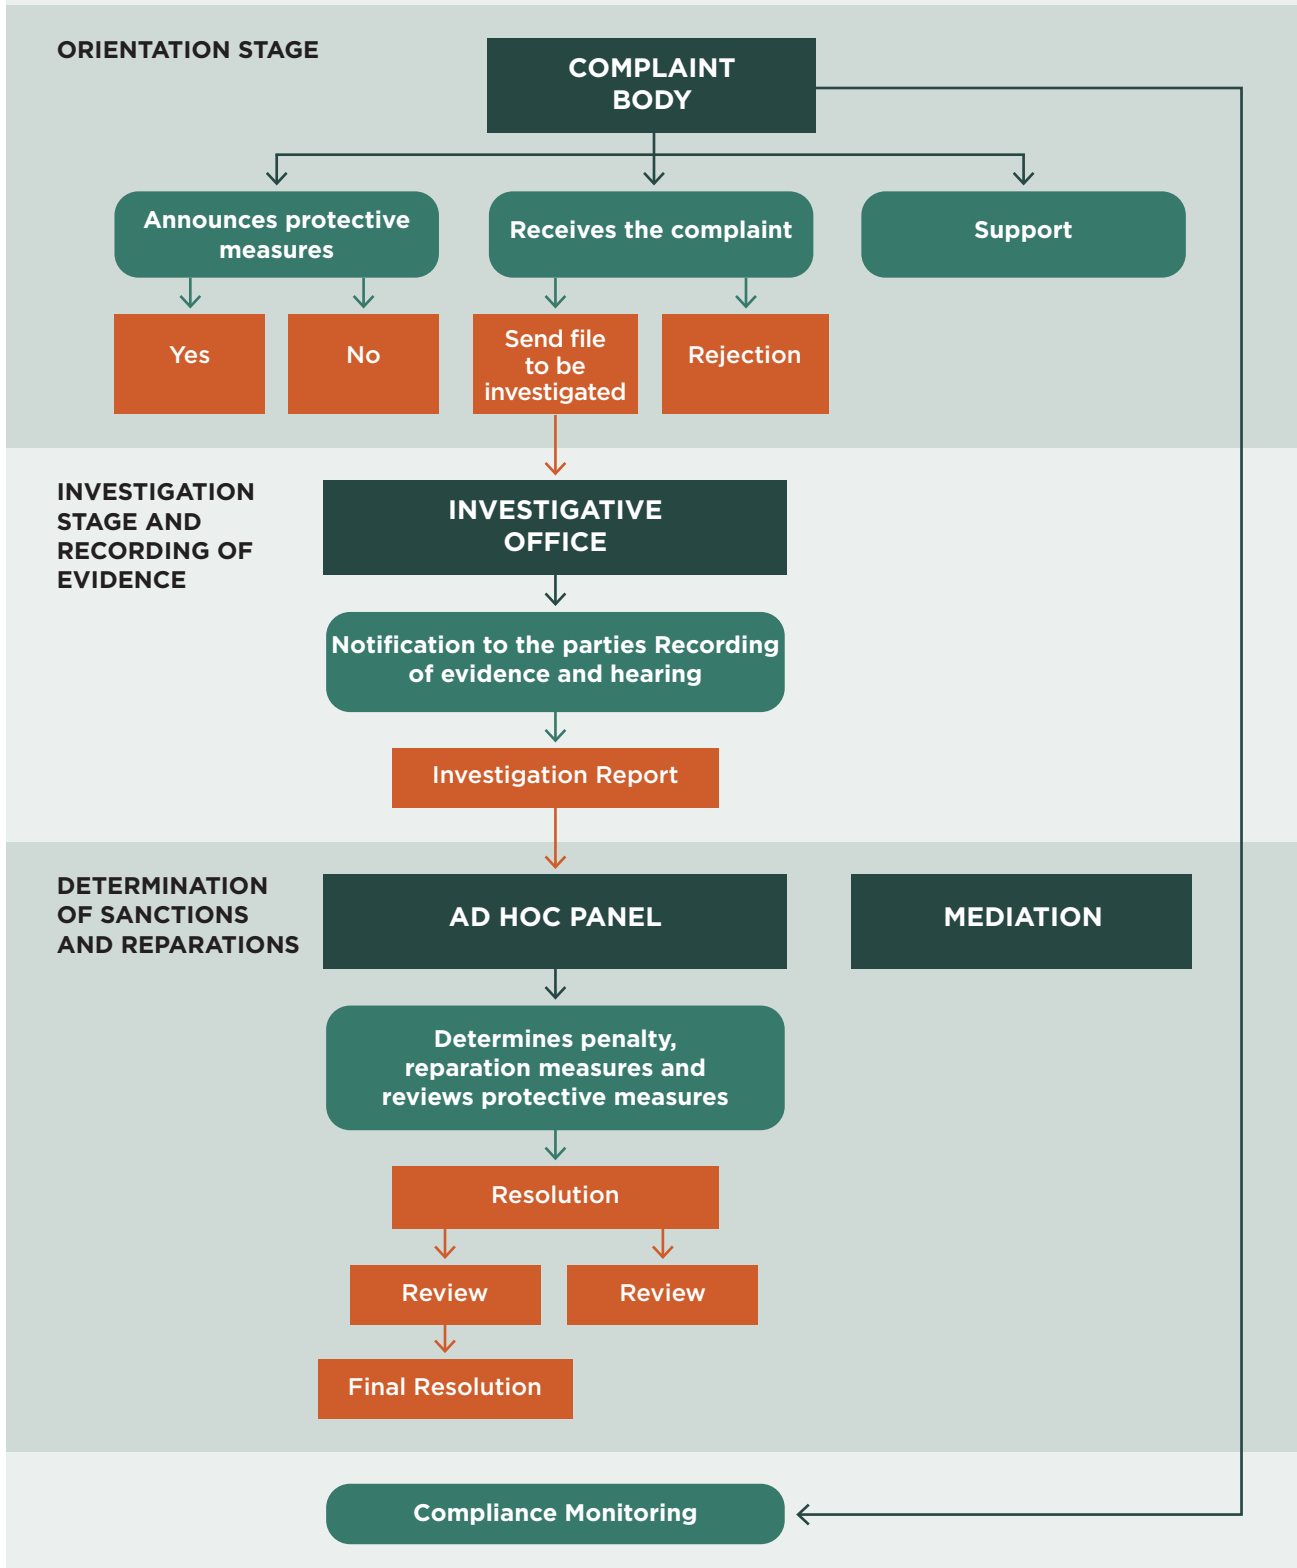 ORIENTATION STAGE
COMPLAINT
BODY
Announces protective
measures
Receives the complaint
Support
Yes
No
Send file
to be
investigated
Rejection
INVESTIGATION
STAGE AND
RECORDING OF
EVIDENCE
INVESTIGATIVE
OFFICE
Notification to the parties Recording
of evidence and hearing
Investigation Report
DETERMINATION
OF SANCTIONS
AND REPARATIONS
AD HOC PANEL
MEDIATION
Determines penalty,
reparation measures and
reviews protective measures
Resolution
Review
Review
Final Resolution
Compliance Monitoring